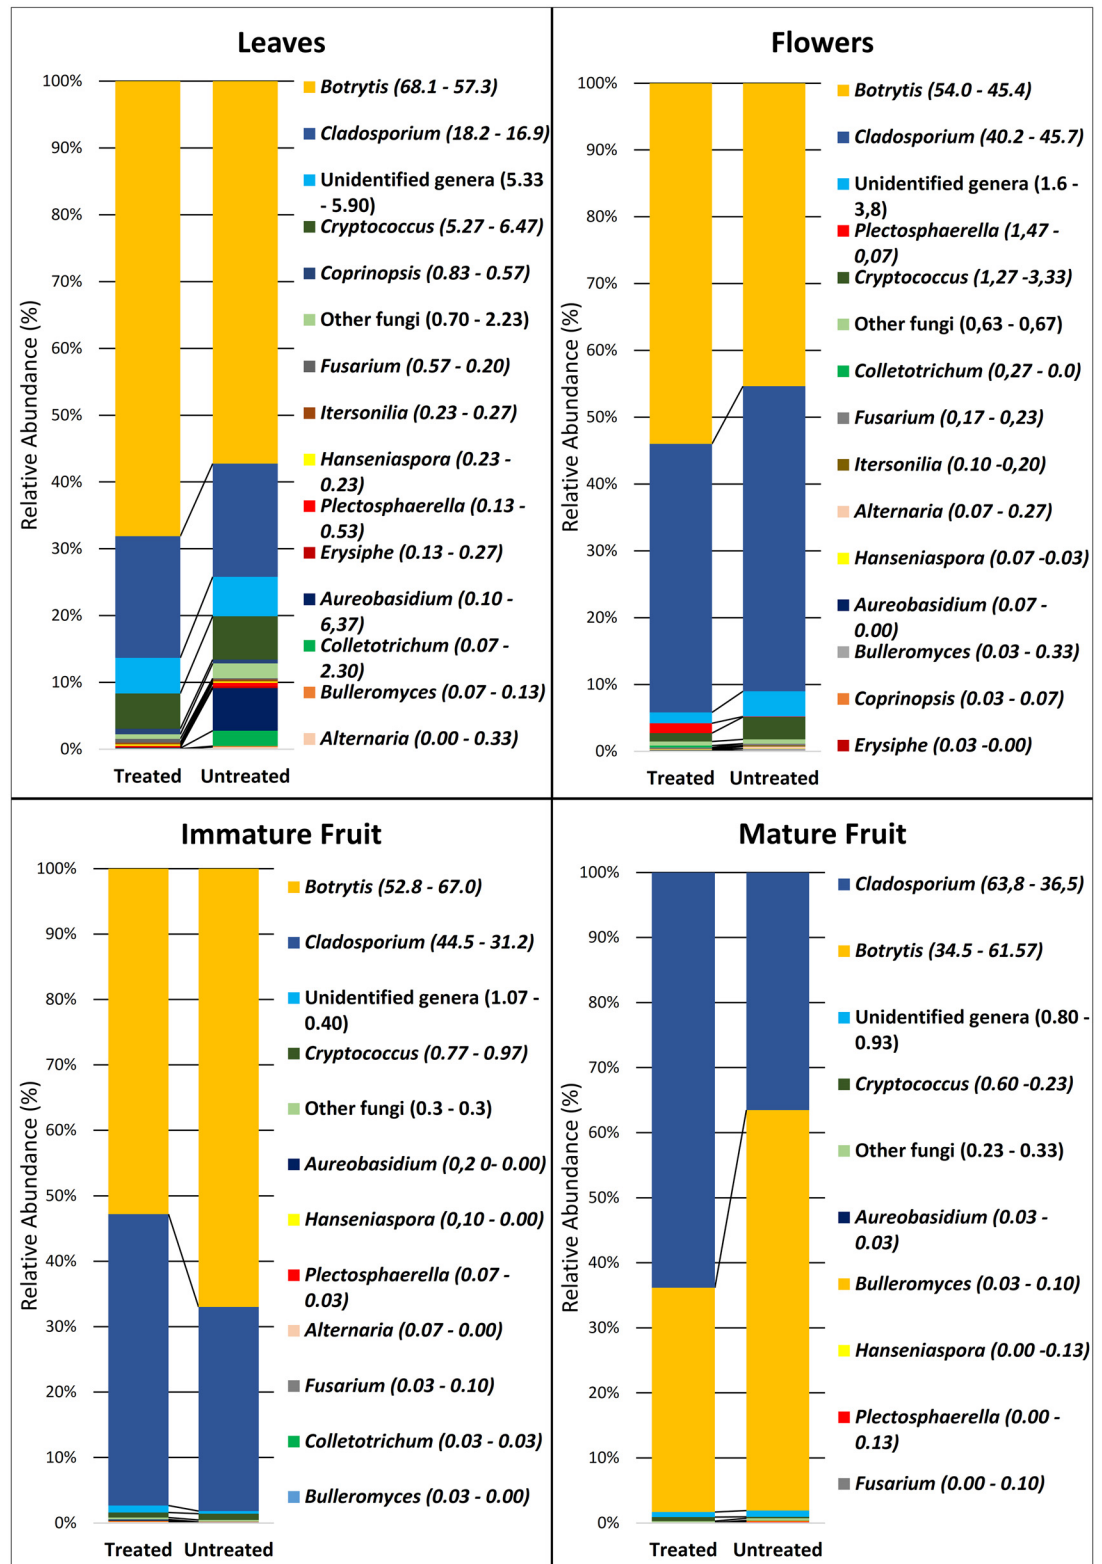 Leaves
Relative Abundance (%)
100%
90%
80%
70%
60%
50%
40%
30%
20%
10%
0%
Treated
Untreated
Botrytis (68.1 - 57.3)
Cladosporium (18.2 - 16.9)
Unidentified genera (5.33
- 5.90)
Cryptococcus (5.27 - 6.47)
Coprinopsis (0.83 - 0.57)
Other fungi (0.70 - 2.23)
Fusarium (0.57 - 0.20)
Itersonilia (0.23 - 0.27)
Hanseniaspora (0.23 -
0.23)
Plectosphaerella (0.13 -
0.53)
Erysiphe (0.13 - 0.27)
Aureobasidium (0.10 -
6,37)
Colletotrichum (0.07 -
2.30)
Bulleromyces (0.07 - 0.13)
Alternaria (0.00 - 0.33)
Flowers
Relative Abundance (%)
100%
90%
80%
70%
60%
50%
40%
30%
20%
10%
0%
Treated
Untreated
Botrytis (54.0 - 45.4)
Cladosporium (40.2 - 45.7)
Unidentified genera (1.6 -
3,8)
Plectosphaerella (1,47 -
0,07)
Cryptococcus (1,27 -3,33)
Other fungi (0,63 - 0,67)
Colletotrichum (0,27 - 0.0)
Fusarium (0,17 - 0,23)
Itersonilia (0.10 -0,20)
Alternaria (0.07 - 0.27)
Hanseniaspora (0.07 -0.03)
Aureobasidium (0.07 -
0.00)
Bulleromyces (0.03 - 0.33)
Coprinopsis (0.03 - 0.07)
Erysiphe (0.03 -0.00)
Immature Fruit
Relative Abundance (%)
100%
90%
80%
70%
60%
50%
40%
30%
20%
10%
0%
Treated
Untreated
Botrytis (52.8 - 67.0)
Cladosporium (44.5 - 31.2)
Unidentified genera (1.07 -
0.40)
Cryptococcus (0.77 - 0.97)
Other fungi (0.3 - 0.3)
Aureobasidium (0,2 0- 0.00)
Hanseniaspora (0,10 - 0.00)
Plectosphaerella (0.07 -
0.03)
Alternaria (0.07 - 0.00)
Fusarium (0.03 - 0.10)
Colletotrichum (0.03 - 0.03)
Bulleromyces (0.03 - 0.00)
Mature Fruit
Relative Abundance (%)
100%
90%
80%
70%
60%
50%
40%
30%
20%
10%
0%
Treated
Untreated
Cladosporium (63,8 - 36,5)
Botrytis (34.5 - 61.57)
Unidentified genera (0.80 -
0.93)
Cryptococcus (0.60 -0.23)
Other fungi (0.23 - 0.33)
Aureobasidium (0.03 -
0.03)
Bulleromyces (0.03 - 0.10)
Hanseniaspora (0.00 -0.13)
Plectosphaerella (0.00 -
0.13)
Fusarium (0.00 - 0.10)